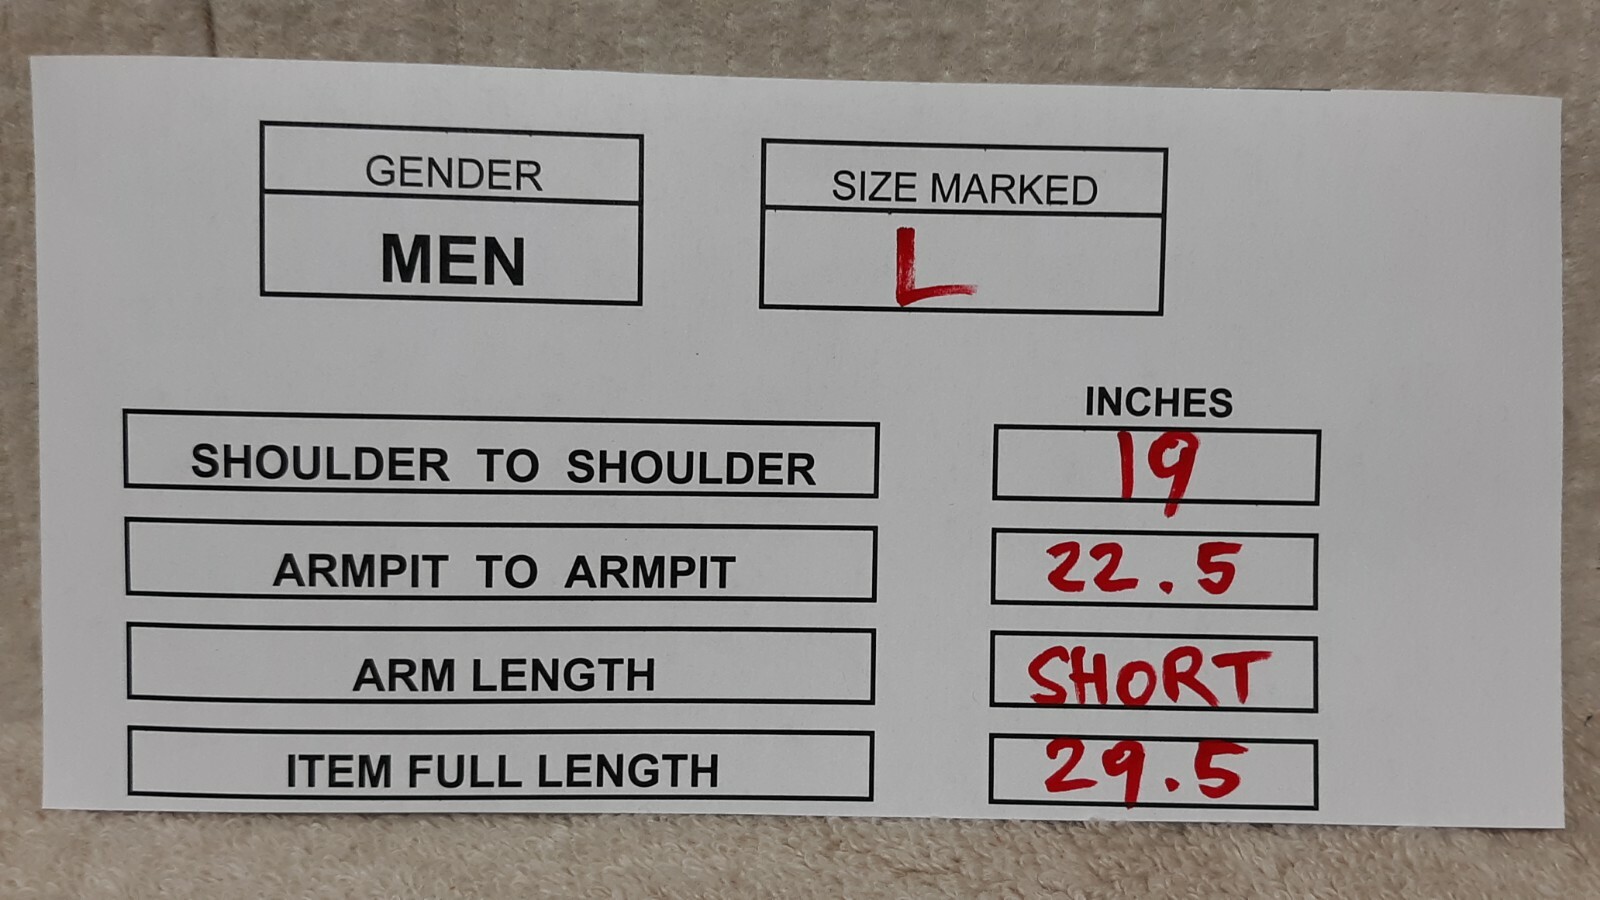 GENDER
MEN
SIZE MARKED
L
INCHES
SHOULDER TO SHOULDER 19
ARMPIT TO ARMPIT 22.5
ARM LENGTH SHORT
ITEM FULL LENGTH 29.5